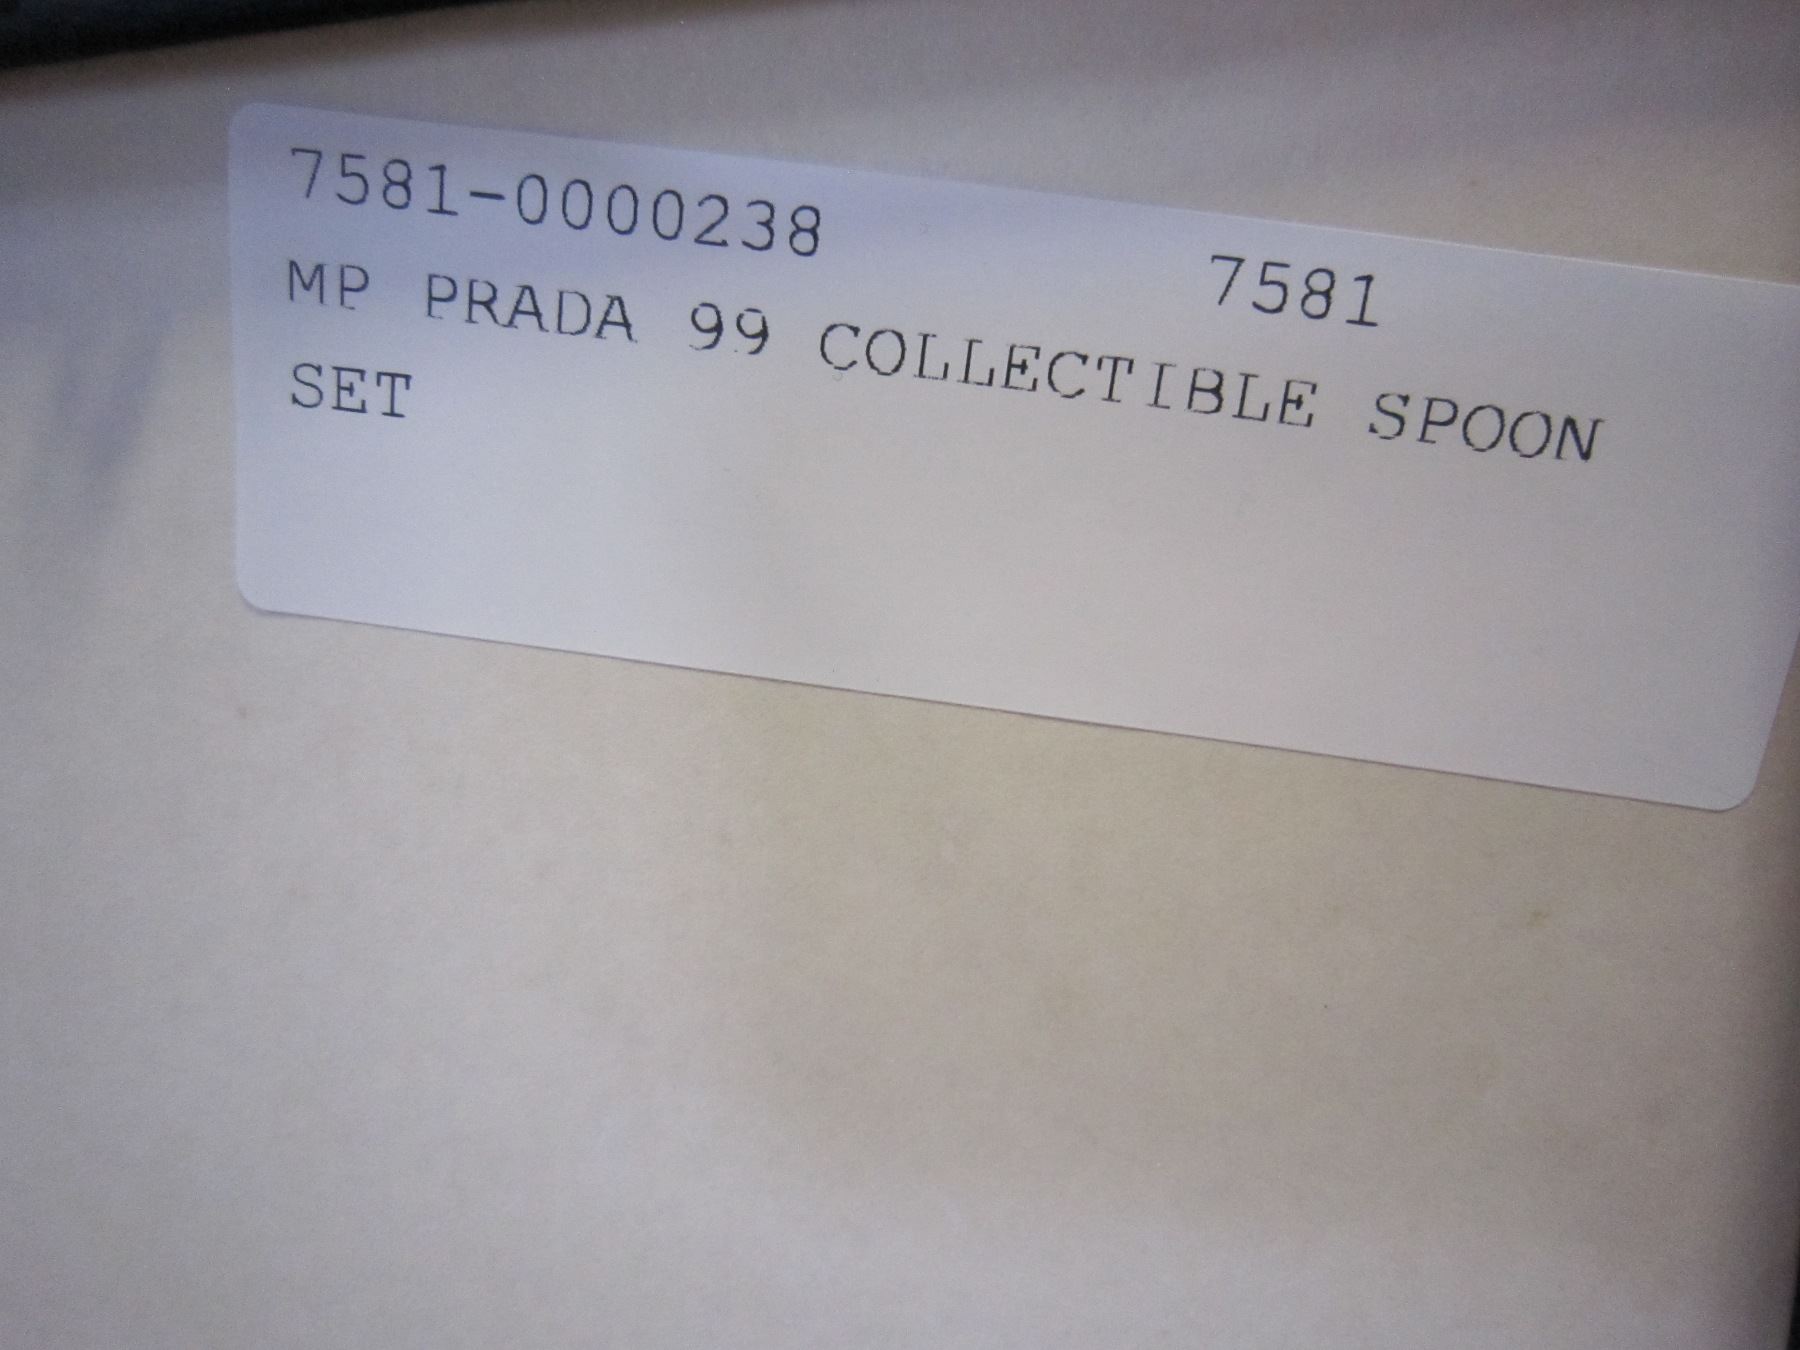 7581-0000238 7581
MP PRADA 99 COLLECTIBLE SPOON
SET